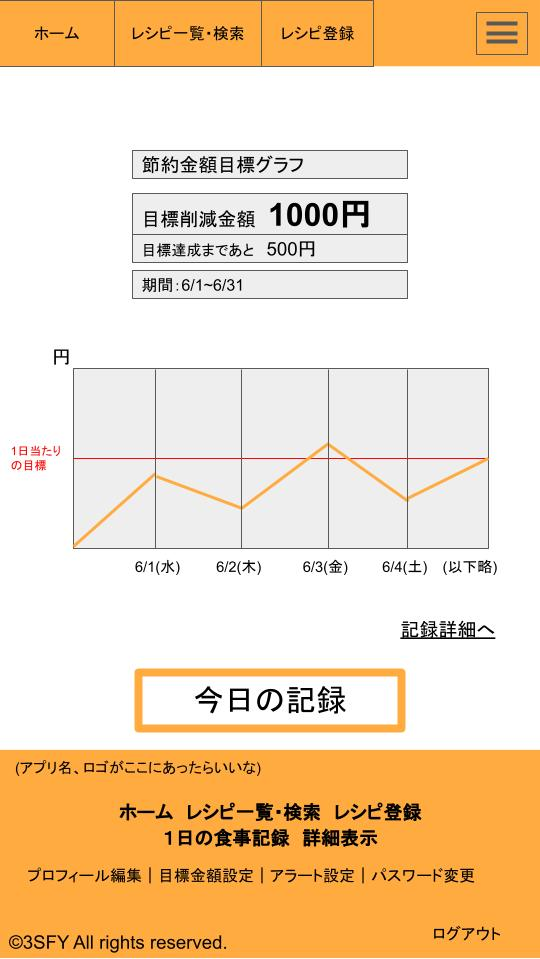 ホーム レシピ一覧・検索 レシピ登録
節約金額目標グラフ
目標削減金額 1000円
目標達成まであと 500円
期間：6/1~6/31
円
1日当たり
の目標
6/1(水) 6/2(木) 6/3(金) 6/4(土) (以下略)
記録詳細へ
今日の記録
(アプリ名、ロゴがここにあったらいいな)
ホーム レシピ一覧・検索 レシピ登録
１日の食事記録 詳細表示
プロフィール編集｜目標金額設定｜アラート設定｜パスワード変更
ログアウト
©3SFY All rights reserved.